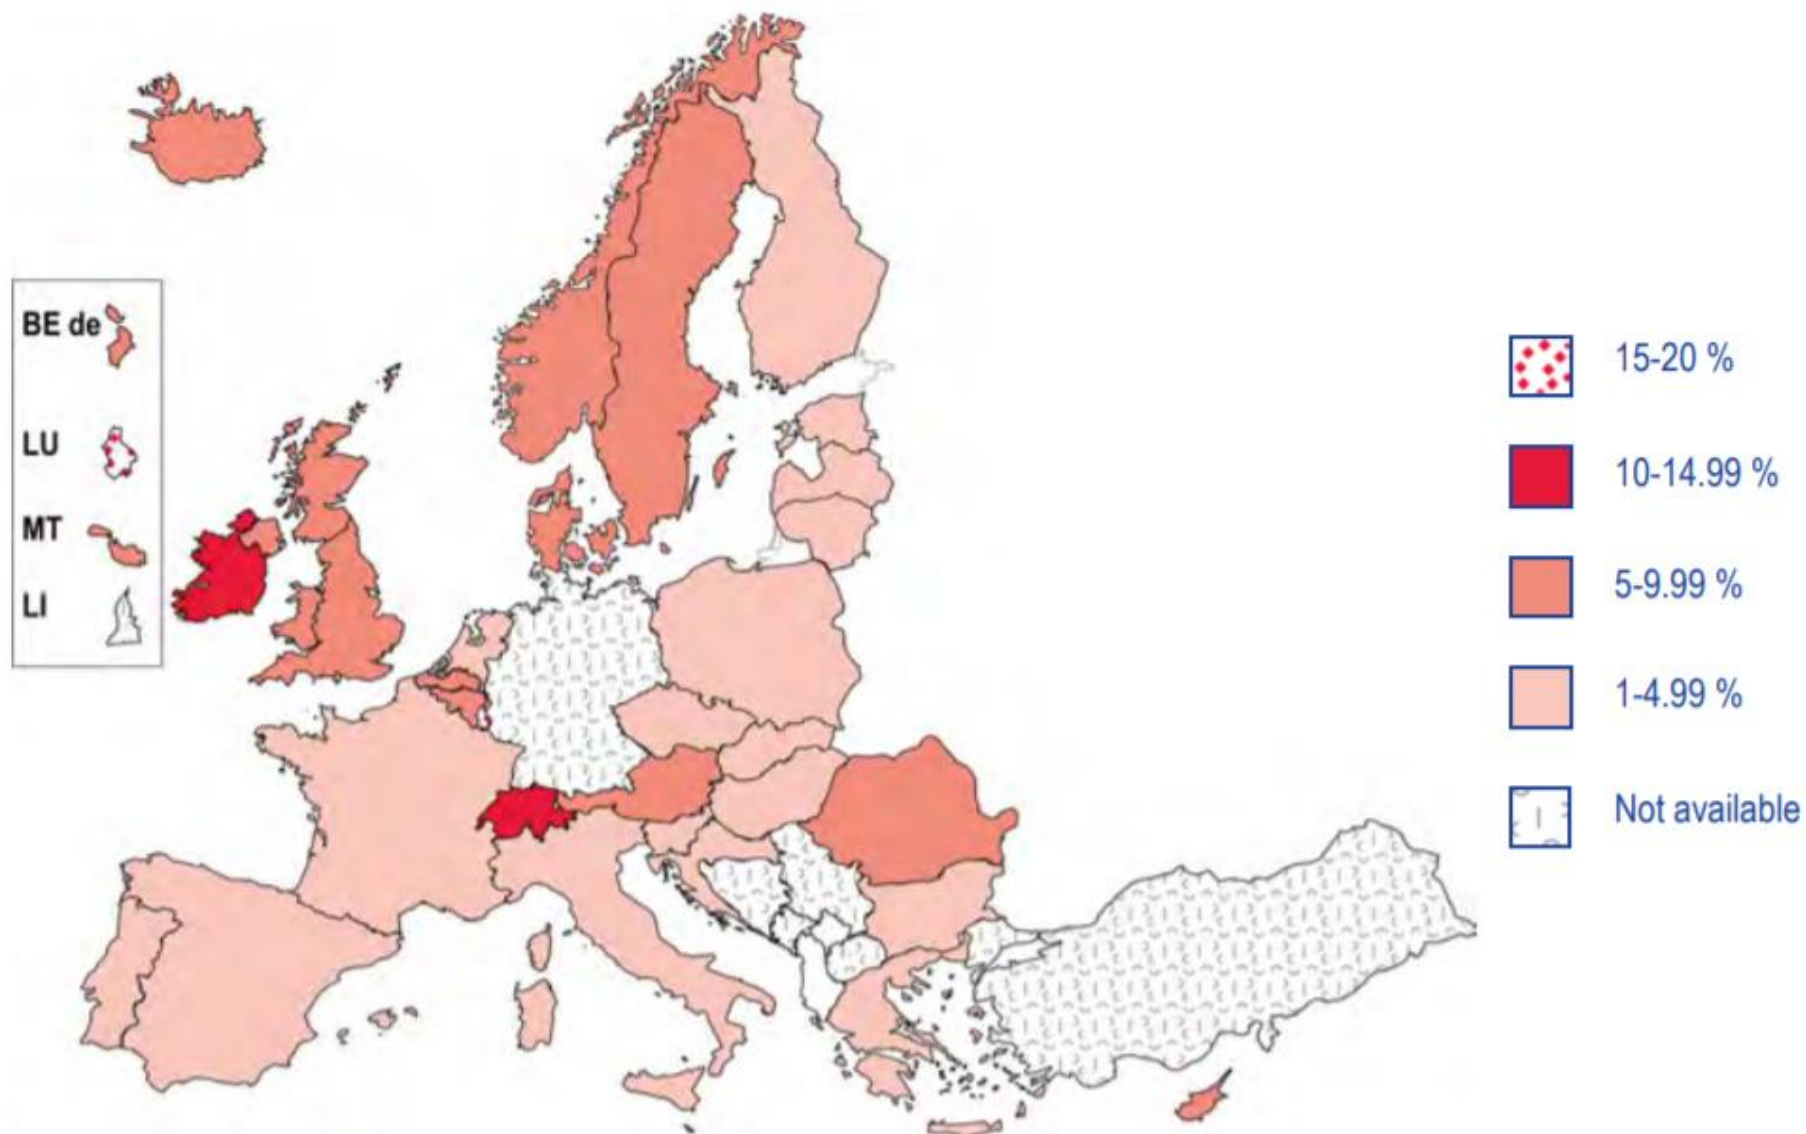 BE de
LU
MT
LI
15-20 %
10-14.99 %
5-9.99 %
1-4.99 %
Not available